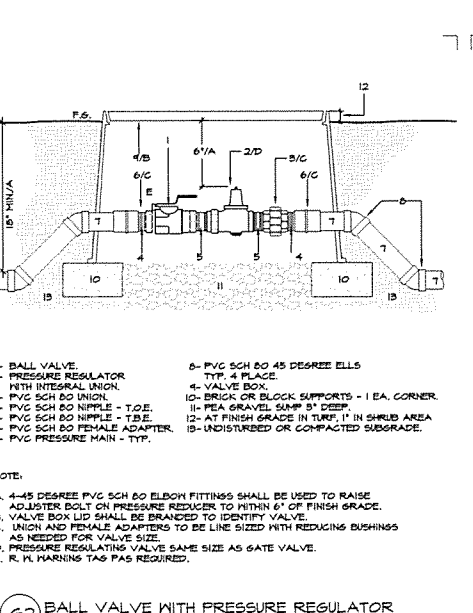 12
F.G.
6"/A
1
2/D
9/B
3/C
6/C
6/C
E
8
18" MIN/A
7
7
7
7
4
5
5
4
10
11
10
13
13
- BALL VALVE.
- PRESSURE REGULATOR
WITH INTEGRAL UNION.
- PVC SCH 80 UNION.
- PVC SCH 80 NIPPLE - T.O.E.
- PVC SCH 80 NIPPLE - T.B.E.
- PVC SCH 80 FEMALE ADAPTER.
- PVC PRESSURE MAIN - TYP.
8- PVC SCH 80 45 DEGREE ELLS
TYP. 4 PLACE.
9- VALVE BOX.
10- BRICK OR BLOCK SUPPORTS - 1 EA. CORNER.
11- PEA GRAVEL SUMP 3" DEEP.
12- AT FINISH GRADE IN TURF, 1" IN SHRUB AREA
13- UNDISTURBED OR COMPACTED SUBGRADE.
OTE:
. 4-45 DEGREE PVC SCH 80 ELBOW FITTINGS SHALL BE USED TO RAISE
ADJUSTER BOLT ON PRESSURE REDUCER TO WITHIN 6" OF FINISH GRADE.
. VALVE BOX LID SHALL BE BRANDED TO IDENTIFY VALVE.
. UNION AND FEMALE ADAPTERS TO BE LINE SIZED WITH REDUCING BUSHINGS
AS NEEDED FOR VALVE SIZE.
. PRESSURE REGULATING VALVE SAME SIZE AS GATE VALVE.
. R. W. WARNING TAG PAS REQUIRED.
BALL VALVE WITH PRESSURE REGULATOR